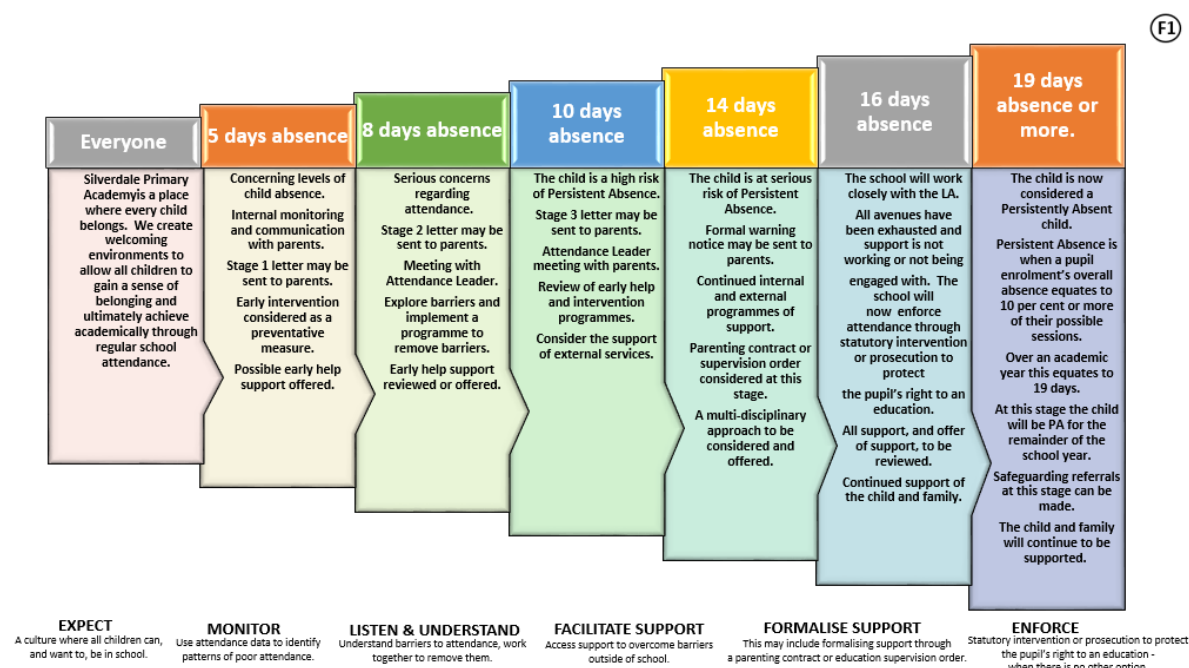 F1
Everyone
Silverdale Primary
Academyis a place
where every child
belongs. We create
welcoming
environments to
allow all children to
gain a sense of
belonging and
ultimately achieve
academically through
regular school
attendance.
5 days absence
Concerning levels of
child absence.
Internal monitoring
and communication
with parents.
Stage 1 letter may be
sent to parents.
Early intervention
considered as a
preventative
measure.
Possible early help
support offered.
8 days absence
Serious concerns
regarding
attendance.
Stage 2 letter may be
sent to parents.
Meeting with
Attendance Leader.
Explore barriers and
implement a
programme to
remove barriers.
Early help support
reviewed or offered.
10 days
absence
The child is a high risk
of Persistent Absence.
Stage 3 letter may be
sent to parents.
Attendance Leader
meeting with parents.
Review of early help
and intervention
programmes.
Consider the support
of external services.
14 days
absence
The child is at serious
risk of Persistent
Absence.
Formal warning
notice may be sent to
parents.
Continued internal
and external
programmes of
support.
Parenting contract or
supervision order
considered at this
stage.
A multi-disciplinary
approach to be
considered and
offered.
16 days
absence
The school will work
closely with the LA.
All avenues have
been exhausted and
support is not
working or not being
engaged with. The
school will
now enforce
attendance through
statutory intervention
or prosecution to
protect
the pupil's right to an
education.
All support, and offer
of support, to be
reviewed.
Continued support of
the child and family.
19 days
absence or
more.
The child is now
considered a
Persistently Absent
child.
Persistent Absence is
when a pupil
enrolment's overall
absence equates to
10 per cent or more
of their possible
sessions.
Over an academic
year this equates to
19 days.
At this stage the child
will be PA for the
remainder of the
school year.
Safeguarding referrals
at this stage can be
made.
The child and family
will continue to be
supported.
EXPECT
A culture where all children can,
and want to, be in school.
MONITOR
Use attendance data to identify
patterns of poor attendance.
LISTEN & UNDERSTAND
Understand barriers to attendance, work
together to remove them.
FACILITATE SUPPORT
Access support to overcome barriers
outside of school.
FORMALISE SUPPORT
This may include formalising support through
a parenting contract or education supervision order.
ENFORCE
Statutory intervention or prosecution to protect
the pupil's right to an education -
when there is no other option